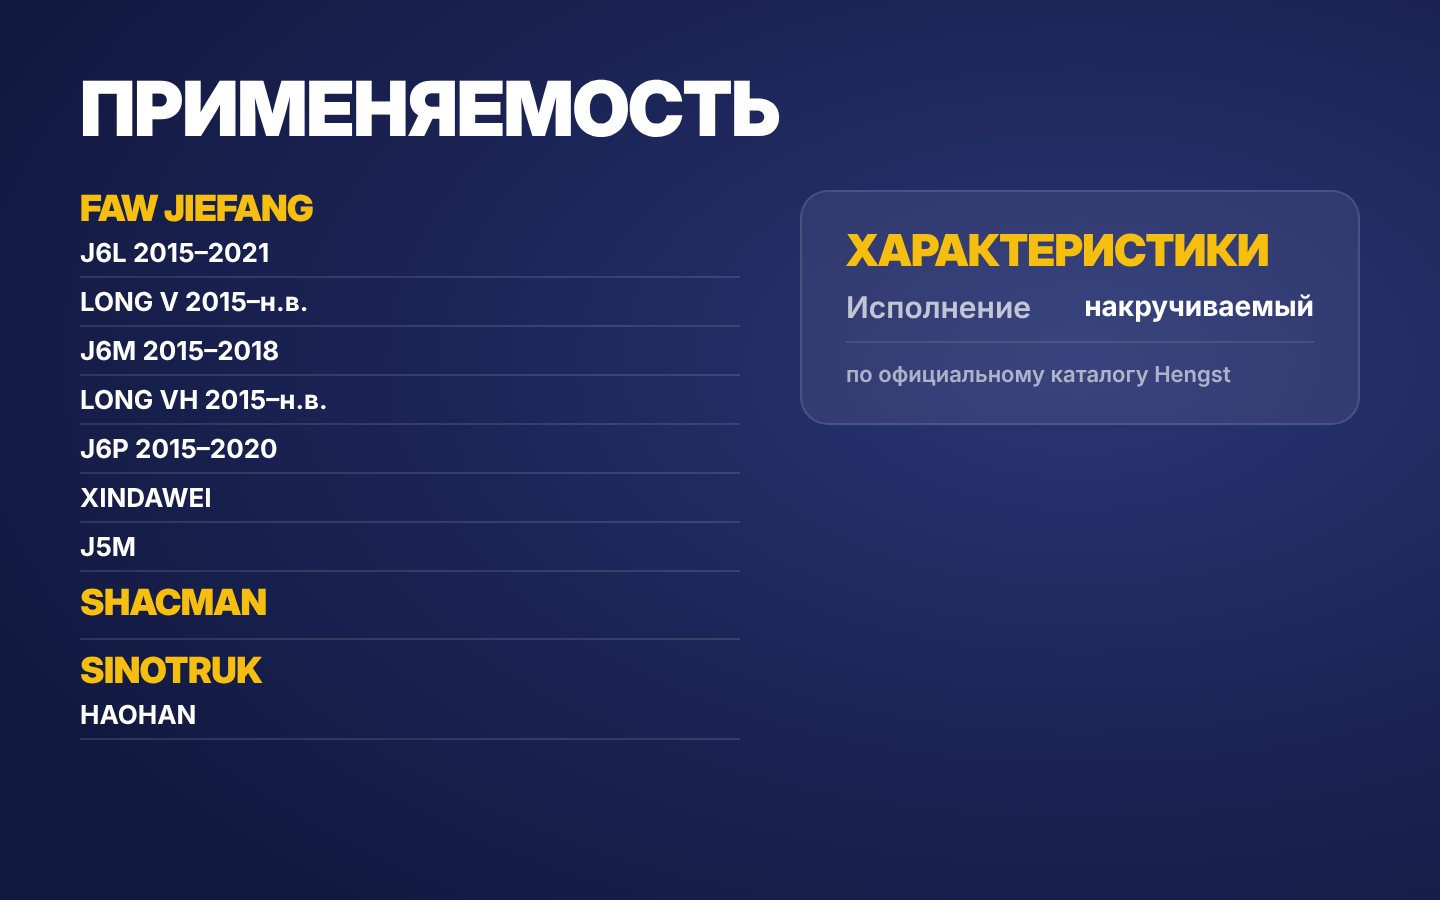 ПРИМЕНЯЕМОСТЬ
FAW JIEFANG
J6L 2015–2021
LONG V 2015–н.в.
J6M 2015–2018
LONG VH 2015–н.в.
J6P 2015–2020
XINDAWEI
J5M
SHACMAN
SINOTRUK
HAOHAN
ХАРАКТЕРИСТИКИ
Исполнение накручиваемый
по официальному каталогу Hengst